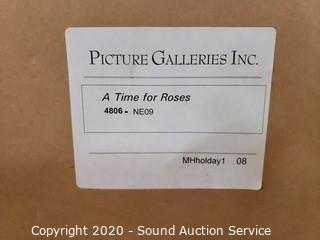 PICTURE GALLERIES INC.
A Time for Roses
4806 - NE09
MHholday1 08
Copyright 2020 - Sound Auction Service